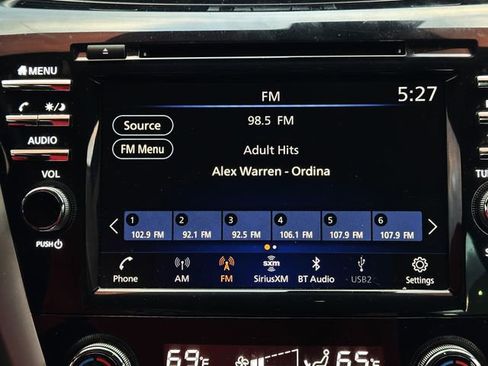 MENU
FM
5:27
Source
98.5 FM
FM Menu
Adult Hits
AUDIO
Alex Warren - Ordina
VOL
TU
1 2 3 4 5 6
102.9 FM 92.1 FM 92.5 FM 106.1 FM 107.9 FM 107.9 FM
PUSH
sxm
Phone AM FM SiriusXM BT Audio USB2 Settings
69°F 65°F